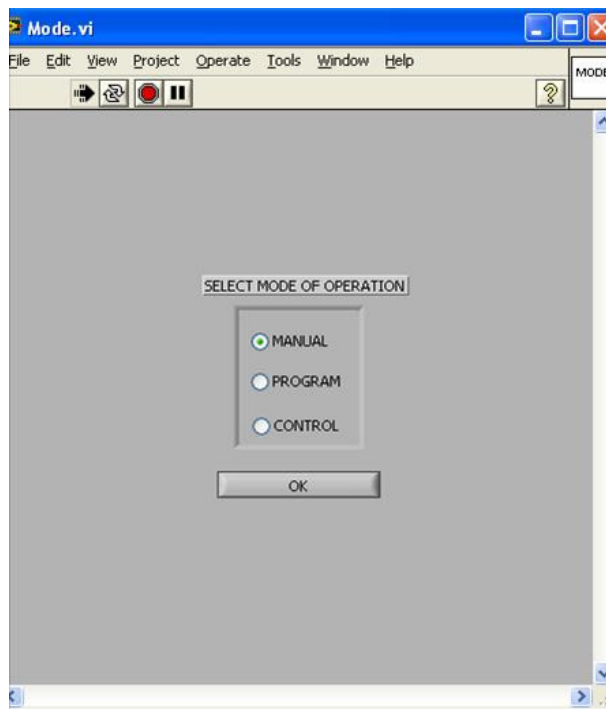 Mode.vi
File Edit View Project Operate Tools Window Help
MODE
?
SELECT MODE OF OPERATION
MANUAL
PROGRAM
CONTROL
OK